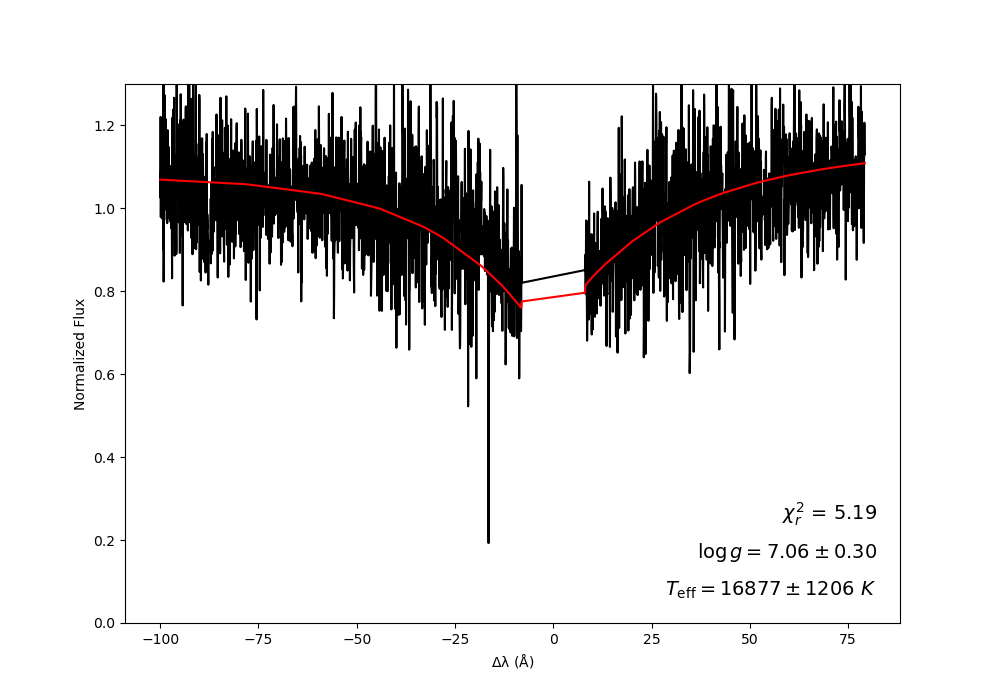 1.2
1.0
0.8
0.6
0.4
0.2
0.0
Normalized Flux
χ²ᵣ = 5.19
log g = 7.06 ± 0.30
T_eff = 16877 ± 1206 K
−100 −75 −50 −25 0 25 50 75
Δλ (Å)